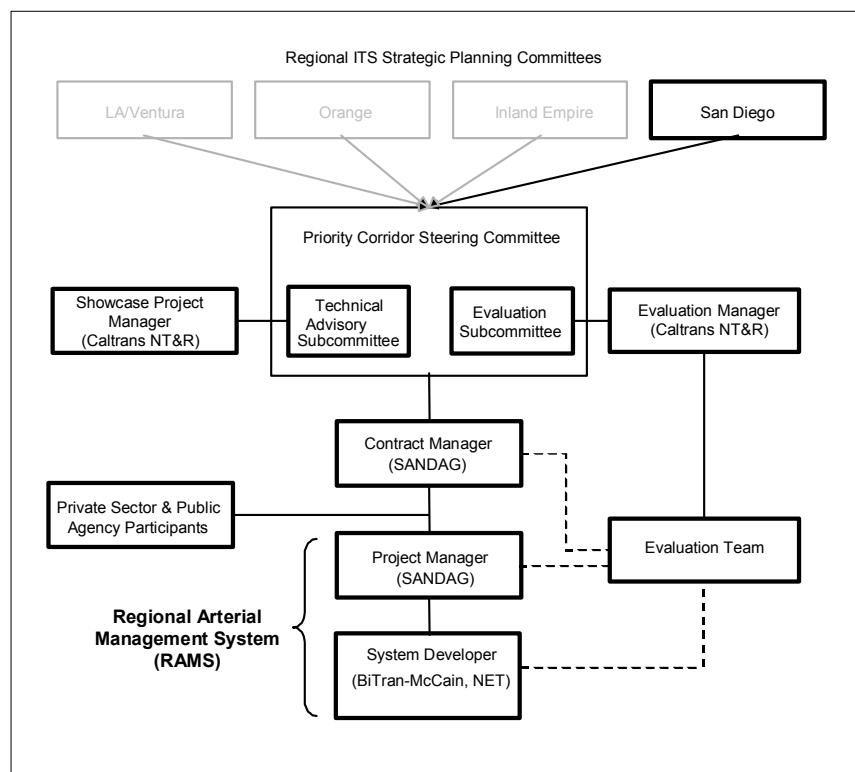 Regional ITS Strategic Planning Committees
LA/Ventura
Orange
Inland Empire
San Diego
Priority Corridor Steering Committee
Showcase Project
Manager
(Caltrans NT&R)
Technical
Advisory
Subcommittee
Evaluation
Subcommittee
Evaluation Manager
(Caltrans NT&R)
Contract Manager
(SANDAG)
Private Sector & Public
Agency Participants
Project Manager
(SANDAG)
Evaluation Team
Regional Arterial
Management System
(RAMS)
System Developer
(BiTran-McCain, NET)